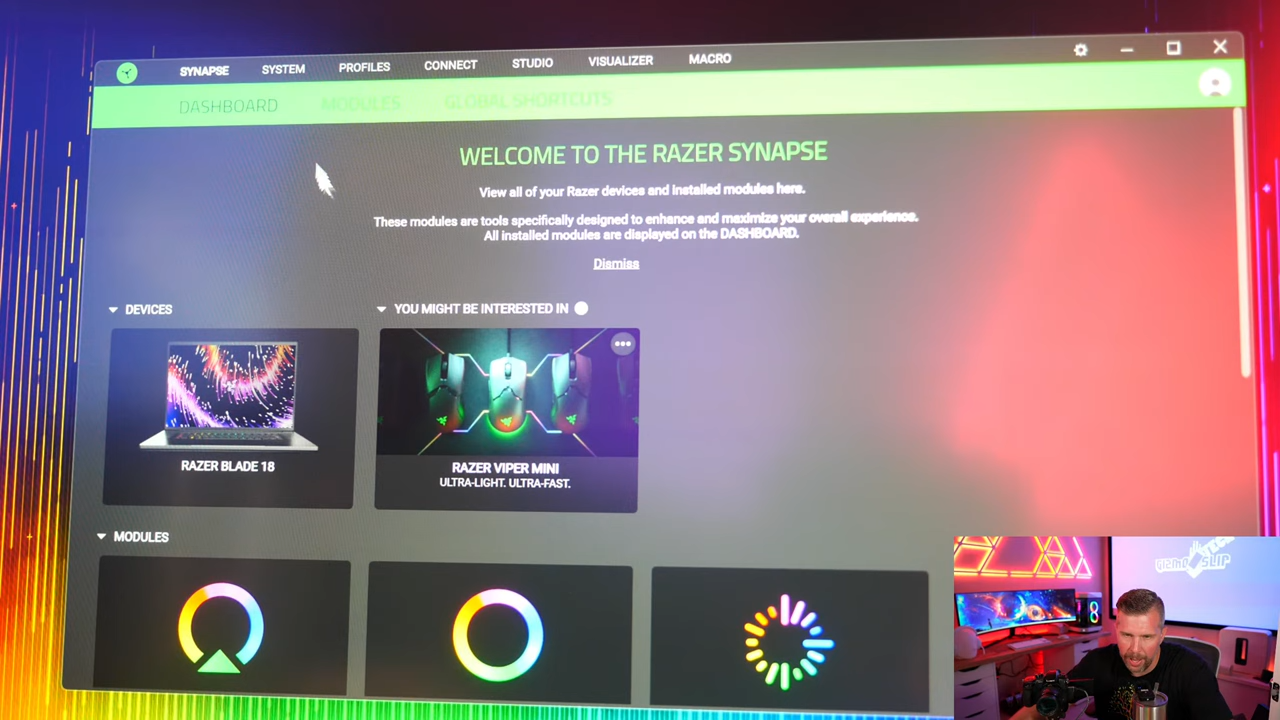 SYNAPSE SYSTEM PROFILES CONNECT STUDIO VISUALIZER MACRO
DASHBOARD MODULES GLOBAL SHORTCUTS
WELCOME TO THE RAZER SYNAPSE
View all of your Razer devices and installed modules here.
These modules are tools specifically designed to enhance and maximize your overall experience.
All installed modules are displayed on the DASHBOARD.
Dismiss
DEVICES
YOU MIGHT BE INTERESTED IN
RAZER BLADE 18
RAZER VIPER MINI
ULTRA-LIGHT. ULTRA-FAST.
MODULES
GIZMO SLIP
TECH